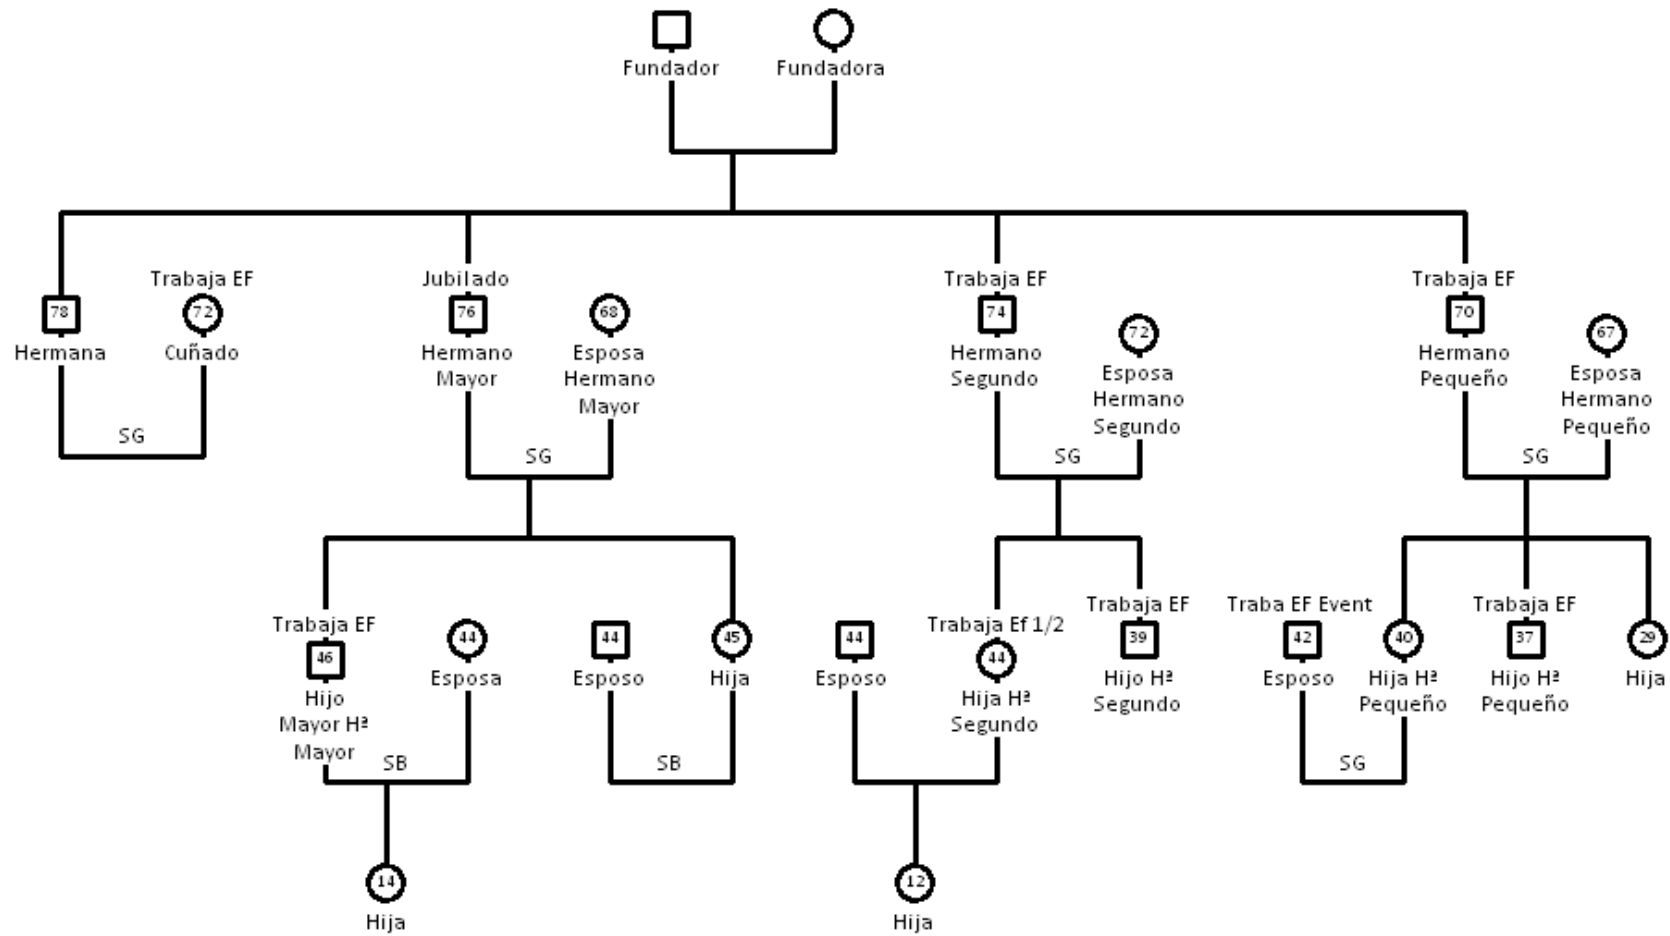 Fundador
Fundadora
Trabaja EF
Jubilado
Trabaja EF
Trabaja EF
78
72
76
68
74
72
70
67
Hermana
Cuñado
Hermano
Mayor
Esposa
Hermano
Mayor
Hermano
Segundo
Esposa
Hermano
Segundo
Hermano
Pequeño
Esposa
Hermano
Pequeño
SG
SG
SG
SG
Trabaja EF
46
Hijo
Mayor Hª
Mayor
44
Esposa
44
Esposo
45
Hija
44
Esposo
Trabaja Ef 1/2
44
Hija Hª
Segundo
Trabaja EF
39
Hijo Hª
Segundo
Traba EF Event
42
Esposo
40
Hija Hª
Pequeño
Trabaja EF
37
Hijo Hª
Pequeño
29
Hija
SB
SB
SG
14
Hija
12
Hija